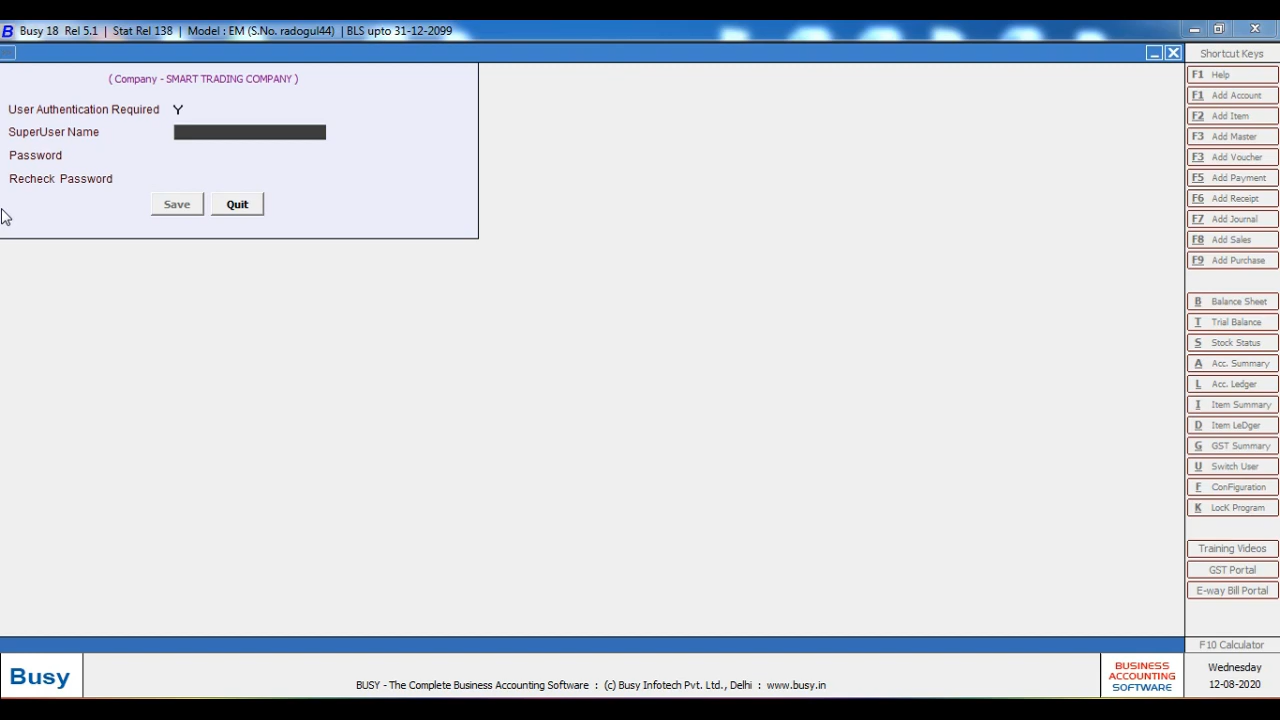 B Busy 18 Rel 5.1 | Stat Rel 138 | Model : EM (S.No. radogul44) | BLS upto 31-12-2099
( Company - SMART TRADING COMPANY )
User Authentication Required Y
SuperUser Name
Password
Recheck Password
Save Quit
Shortcut Keys
F1 Help
F1 Add Account
F2 Add Item
F3 Add Master
F3 Add Voucher
F5 Add Payment
F6 Add Receipt
F7 Add Journal
F8 Add Sales
F9 Add Purchase
B Balance Sheet
T Trial Balance
S Stock Status
A Acc. Summary
L Acc. Ledger
I Item Summary
D Item LeDger
G GST Summary
U Switch User
F ConFiguration
K LocK Program
Training Videos
GST Portal
E-way Bill Portal
F10 Calculator
Busy
BUSY - The Complete Business Accounting Software : (c) Busy Infotech Pvt. Ltd., Delhi : www.busy.in
BUSINESS
ACCOUNTING
SOFTWARE
Wednesday
12-08-2020